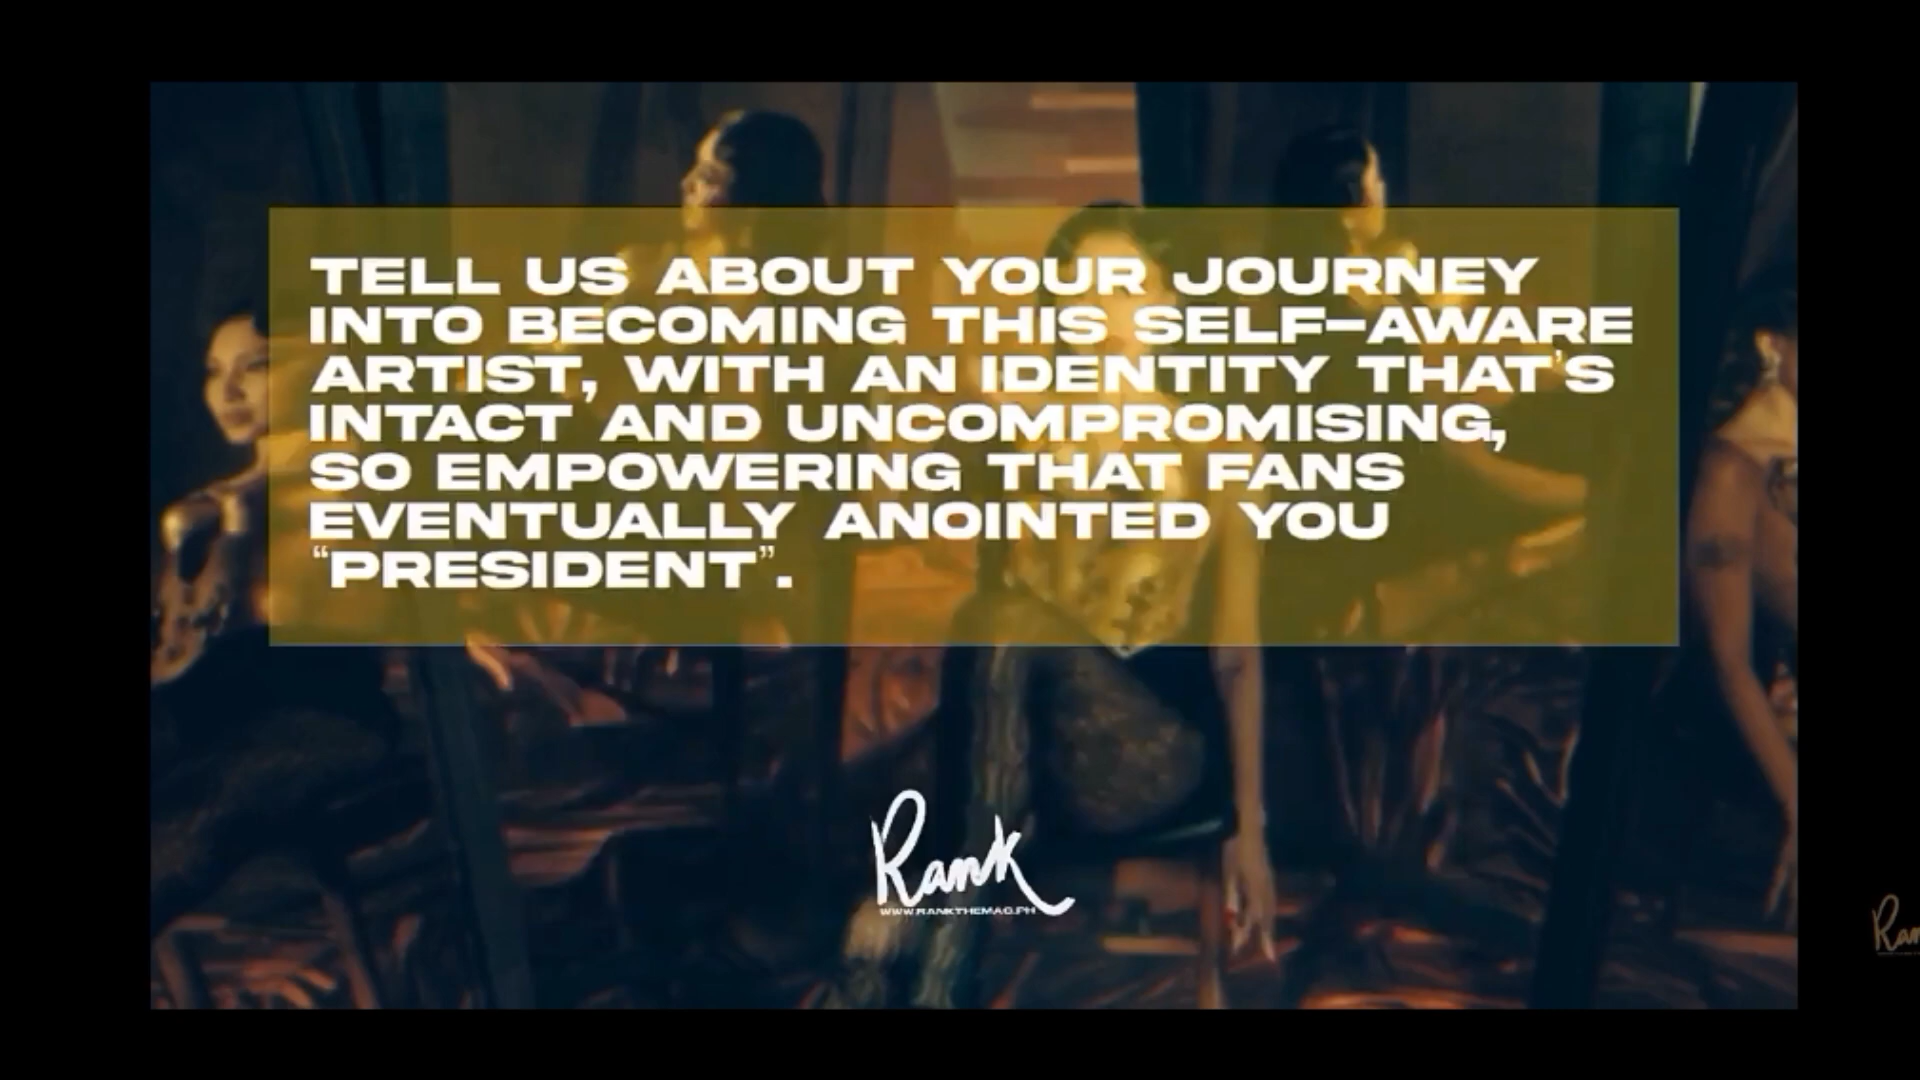 TELL US ABOUT YOUR JOURNEY
INTO BECOMING THIS SELF-AWARE
ARTIST, WITH AN IDENTITY THAT'S
INTACT AND UNCOMPROMISING,
SO EMPOWERING THAT FANS
EVENTUALLY ANOINTED YOU
“PRESIDENT”.
Rank
WWW.RANKTHEMAG.PH
Ran